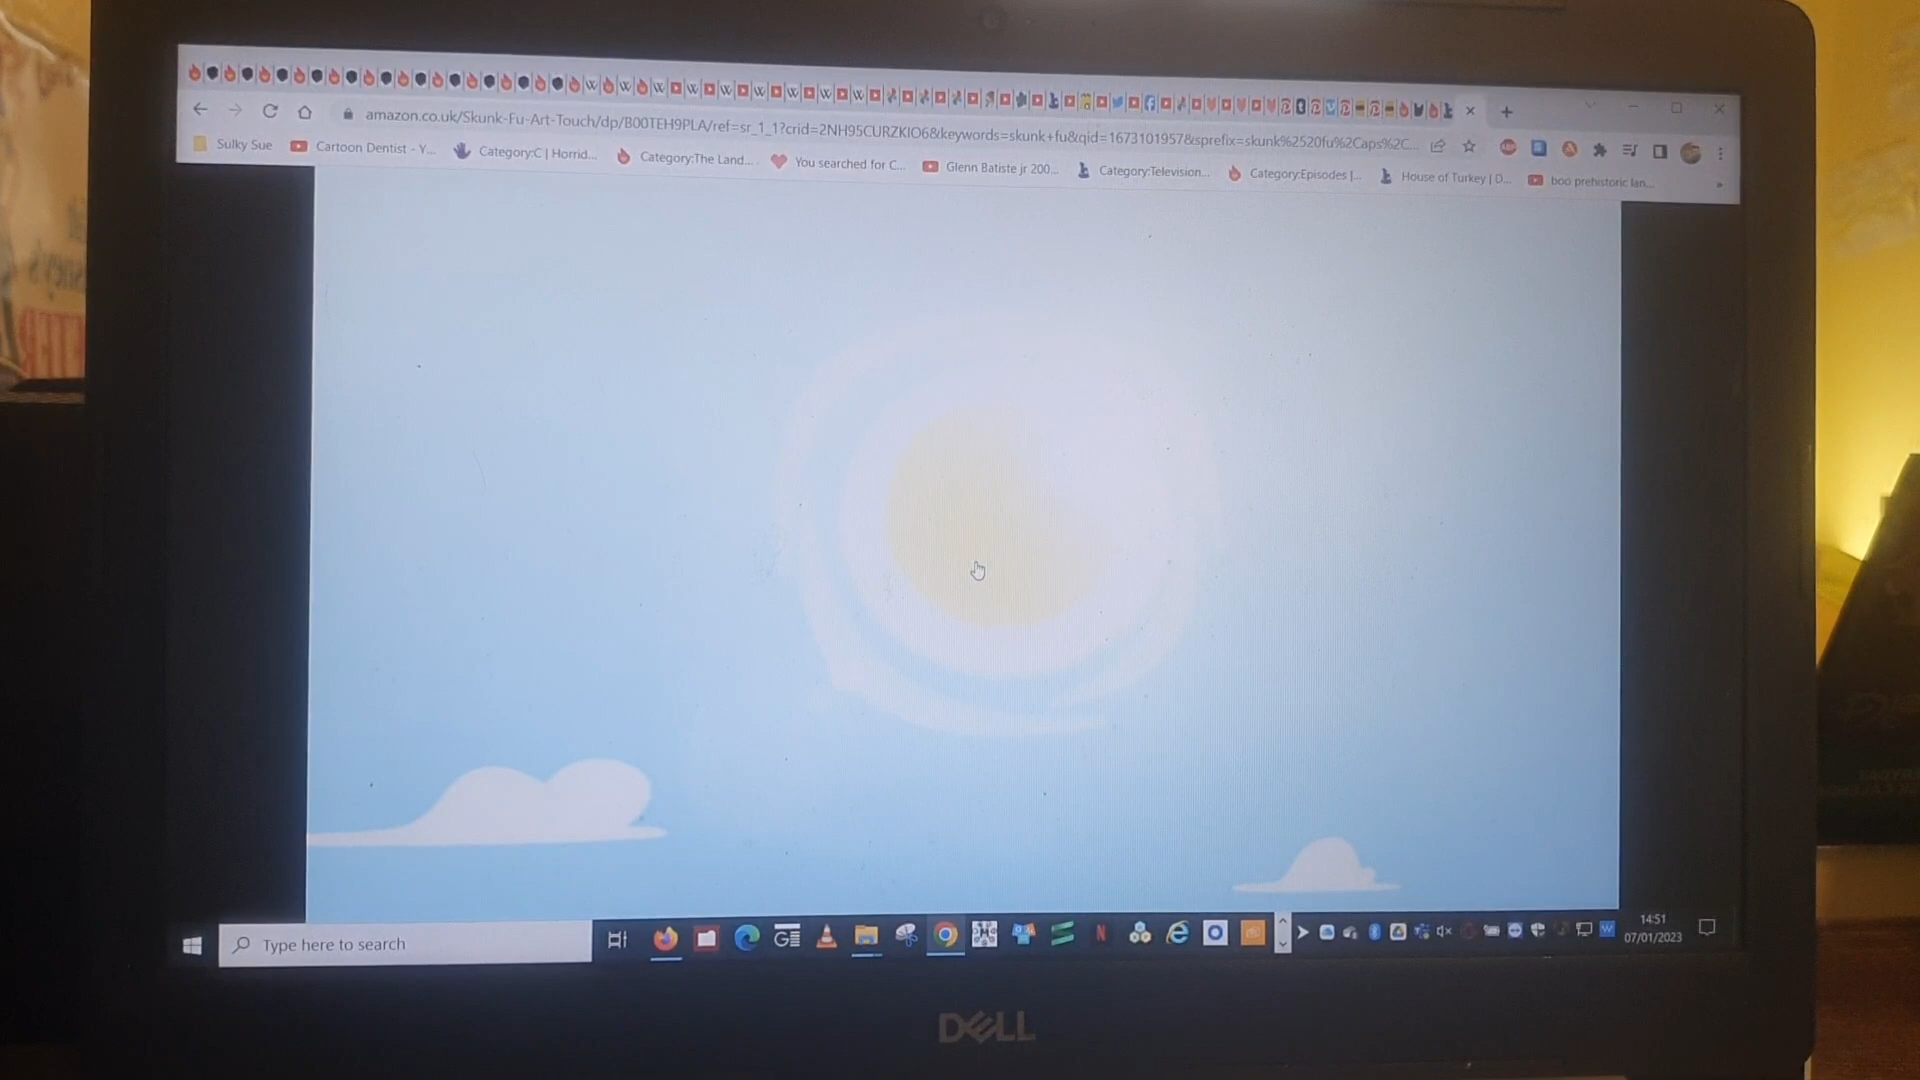 amazon.co.uk/Skunk-Fu-Art-Touch/dp/B00TEH9PLA/ref=sr_1_1?crid=2NH95CURZKIO6&keywords=skunk+fu&qid=1673101957&sprefix=skunk%2520fu%2Ccaps%2C...
Sulky Sue Cartoon Dentist - Y... Category:C | Horrid... Category:The Land... You searched for C... Glenn Batiste jr 200... Category:Television... Category:Episodes |... House of Turkey | D... boo prehistoric lan...
Type here to search
14:51
07/01/2023
DELL